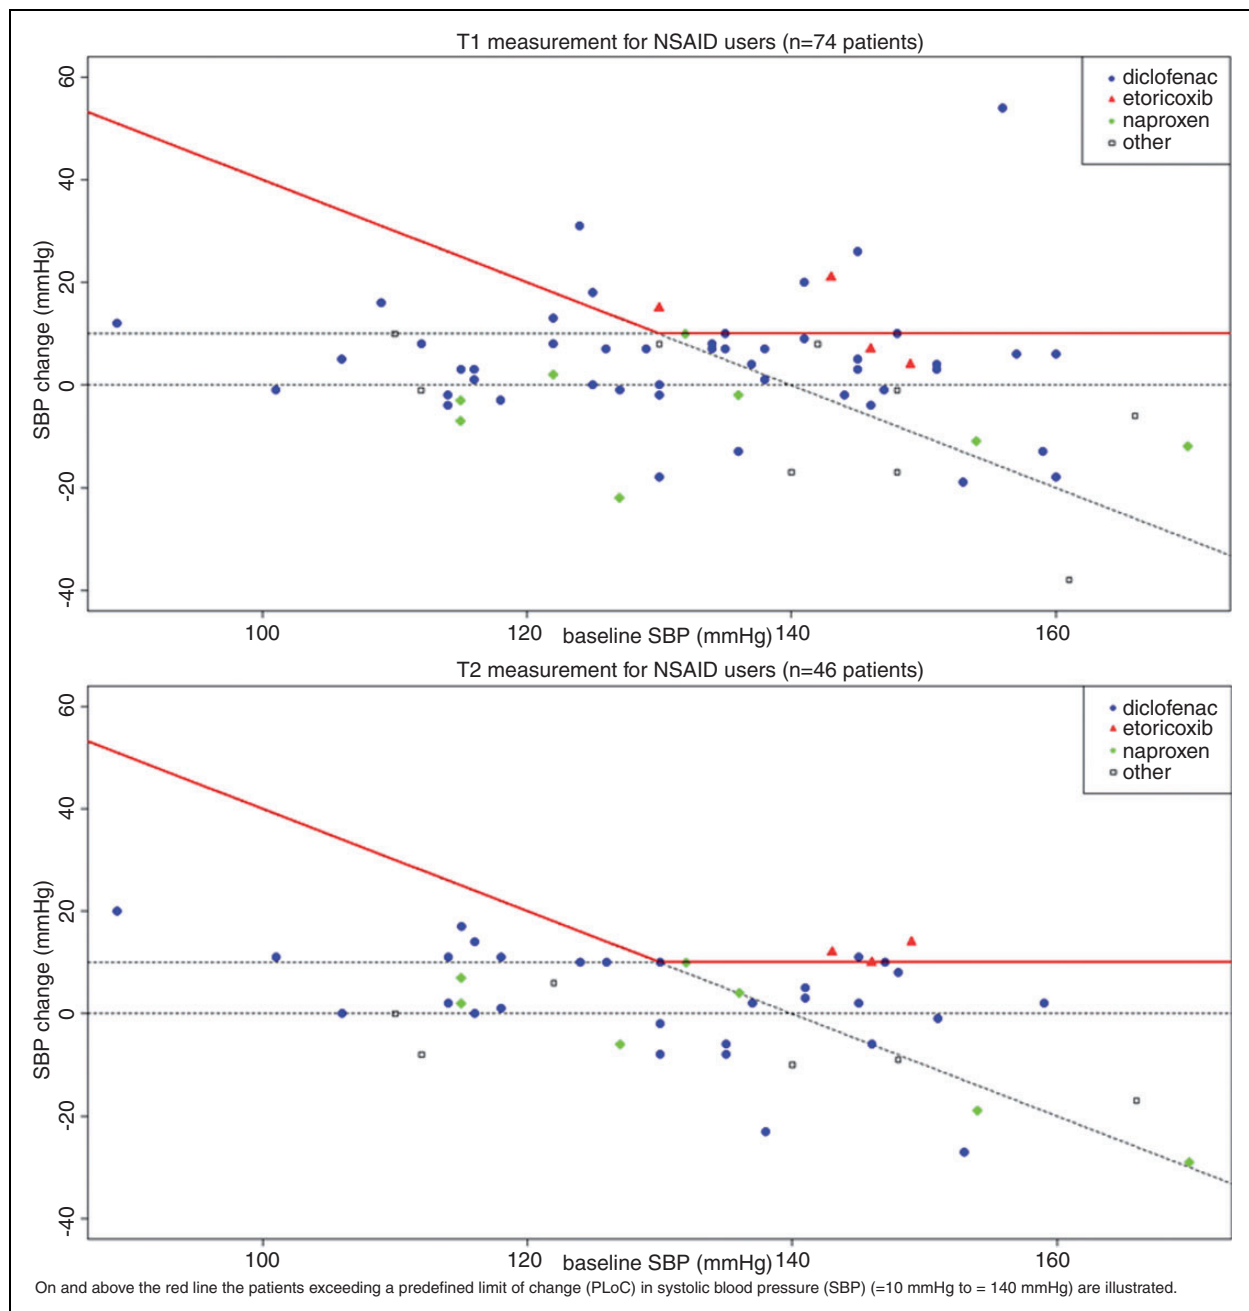 T1 measurement for NSAID users (n=74 patients)
diclofenac
etoricoxib
naproxen
other
60
40
20
0
-20
-40
SBP change (mmHg)
100
120
140
160
baseline SBP (mmHg)
T2 measurement for NSAID users (n=46 patients)
diclofenac
etoricoxib
naproxen
other
60
40
20
0
-20
-40
SBP change (mmHg)
100
120
140
160
baseline SBP (mmHg)
On and above the red line the patients exceeding a predefined limit of change (PLoC) in systolic blood pressure (SBP) (=10 mmHg to = 140 mmHg) are illustrated.